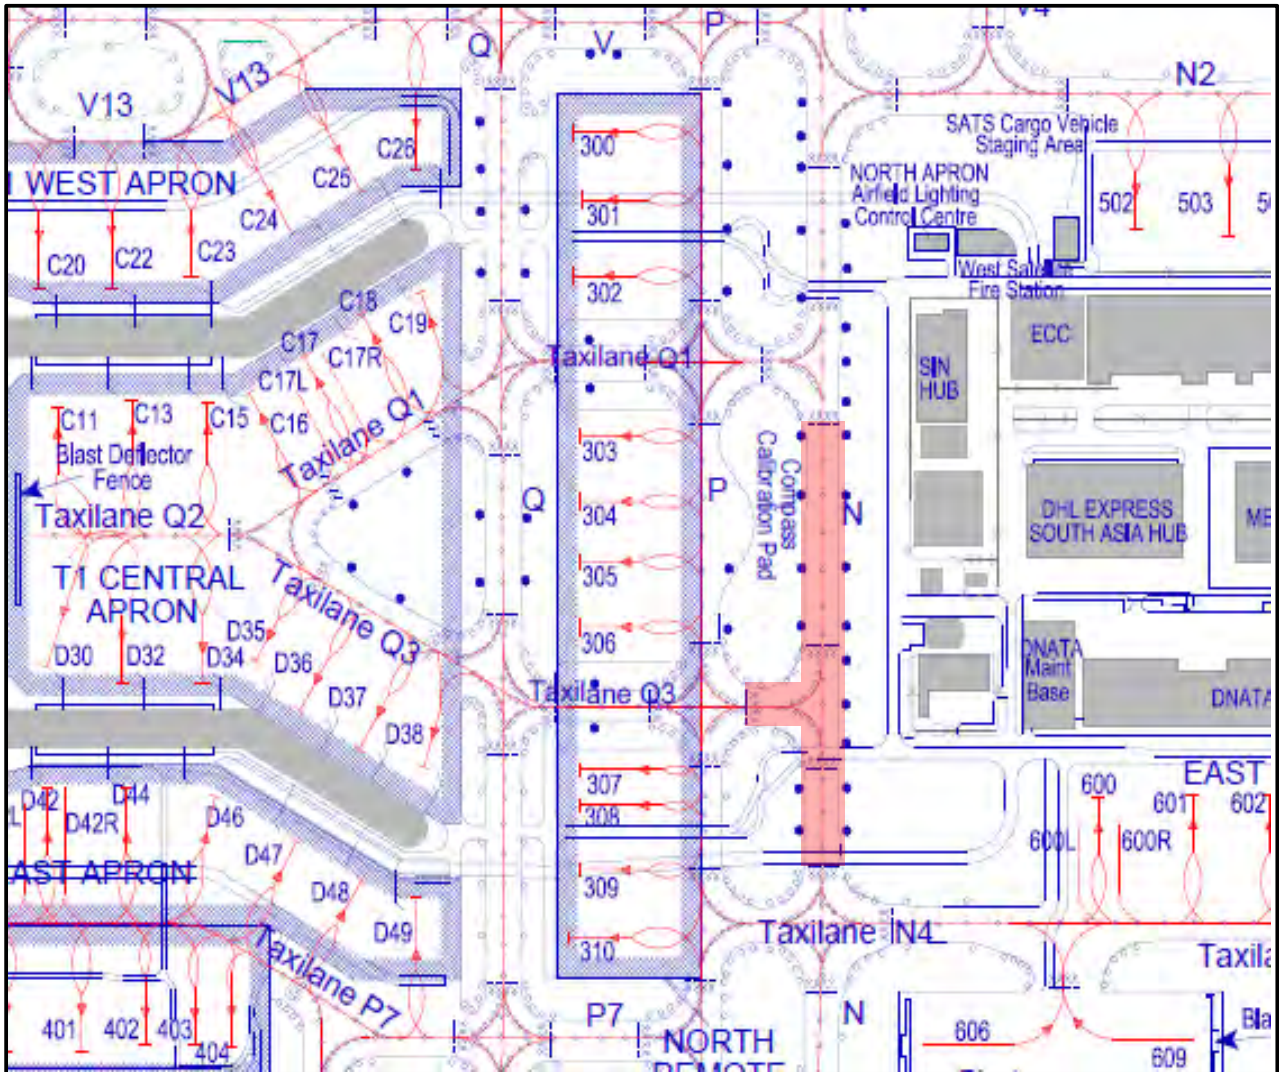 N
V4
P
Q
V
N2
V13
V13
SATS Cargo Vehicle
Staging Area
C26
300
NORTH APRON
Airfield Lighting
Control Centre
WEST APRON
C25
502
503
C24
301
C23
C20
C22
West
Fire Station
302
C18
C19
ECC
C17
C17R
Taxilane Q1
SIN
HUB
C17L
Taxilane Q1
C11
C13
C15
C16
303
Compass
Calibration Pad
Blast Deflector
Fence
Q
P
N
304
DHL EXPRESS
SOUTH ASIA HUB
Taxilane Q2
305
T1 CENTRAL
APRON
Taxilane Q3
D35
306
D30
D32
D34
D36
DNATA
Maint
Base
D37
Taxilane Q3
DNATA
D38
307
EAST
600
601
602
D42
D44
308
D42R
D46
600L
600R
D47
AST APRON
D48
309
D49
Taxilane N4
310
Taxilane P7
P7
N
401
402
403
404
NORTH
REMOTE
606
609